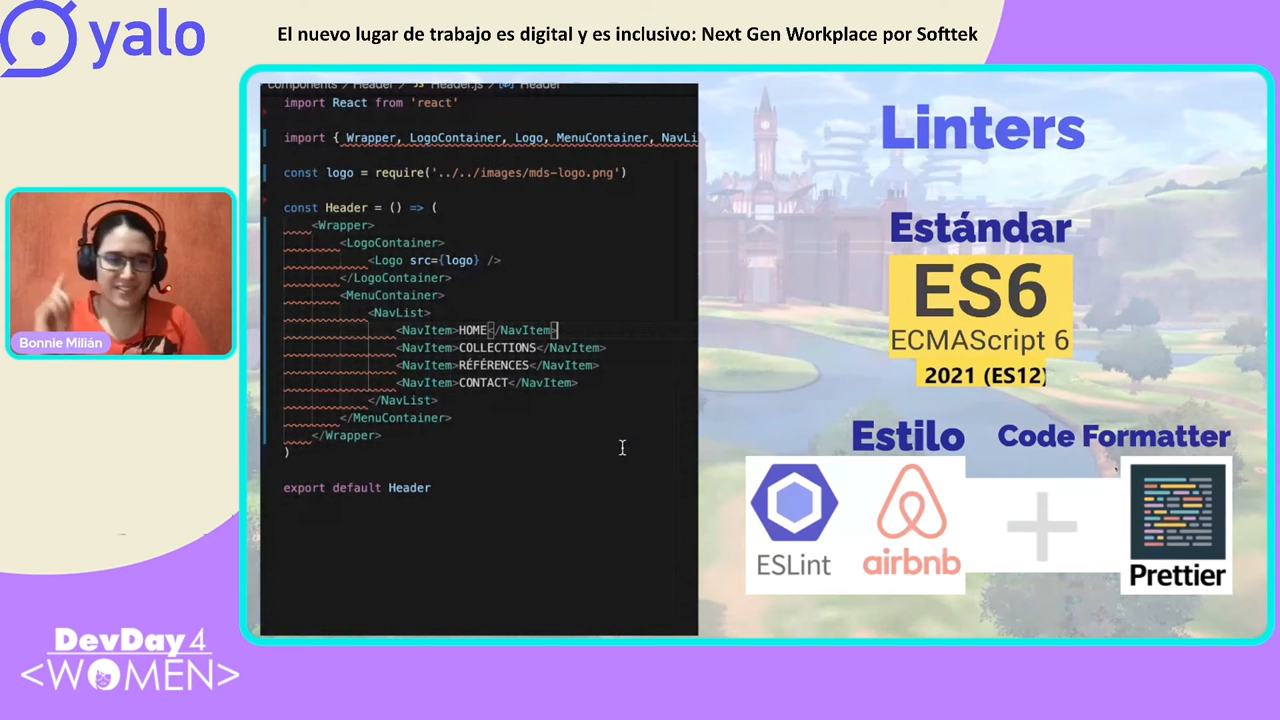 yalo
El nuevo lugar de trabajo es digital y es inclusivo: Next Gen Workplace por Softtek
Bonnie Milián
DevDay4
<WOMEN>
components / Header / JS Header.js / Header
import React from 'react'
import { Wrapper, LogoContainer, Logo, MenuContainer, NavLi
const logo = require('../../images/mds-logo.png')
const Header = () => (
<Wrapper>
<LogoContainer>
<Logo src={logo} />
</LogoContainer>
<MenuContainer>
<NavList>
<NavItem>HOME</NavItem>
<NavItem>COLLECTIONS</NavItem>
<NavItem>RÉFÉRENCES</NavItem>
<NavItem>CONTACT</NavItem>
</NavList>
</MenuContainer>
</Wrapper>
)
export default Header
Linters
Estándar
ES6
ECMAScript 6
2021 (ES12)
Estilo
Code Formatter
ESLint
airbnb
Prettier